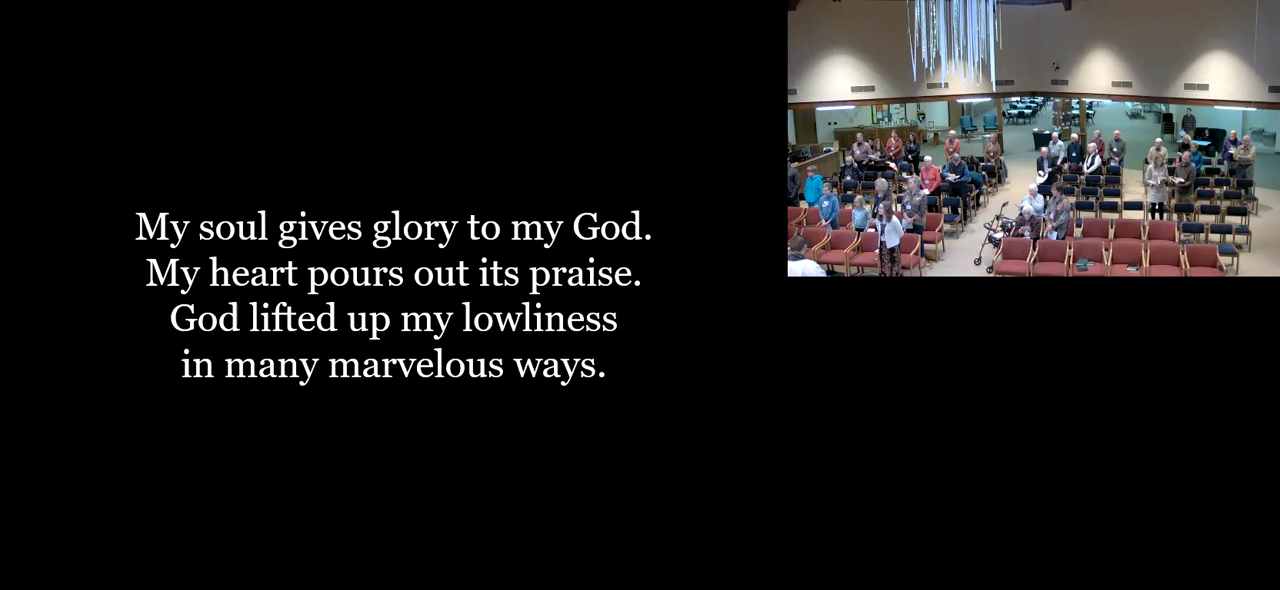 My soul gives glory to my God.
My heart pours out its praise.
God lifted up my lowliness
in many marvelous ways.